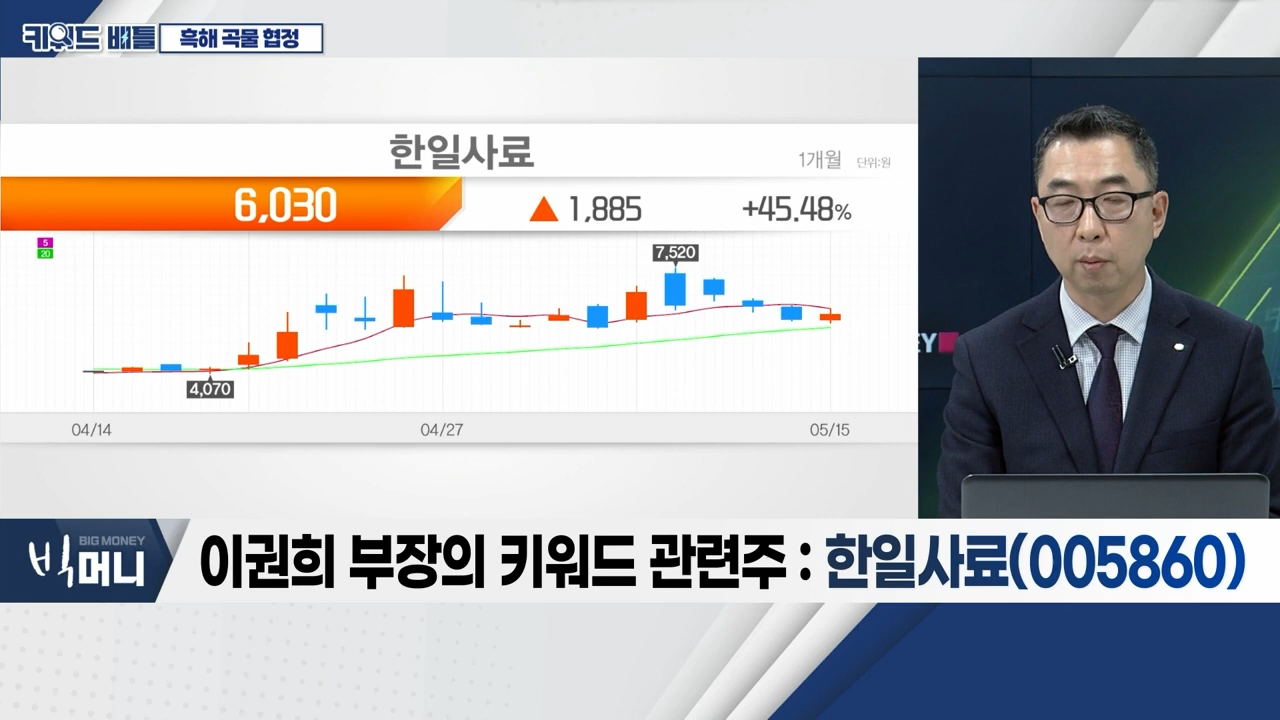 키워드 배틀 흑해 곡물 협정
한일사료
1개월 단위:원
6,030 ▲ 1,885 +45.48%
5
20
7,520
4,070
04/14 04/27 05/15
EY
BIG MONEY
빅머니
이권희 부장의 키워드 관련주 : 한일사료(005860)